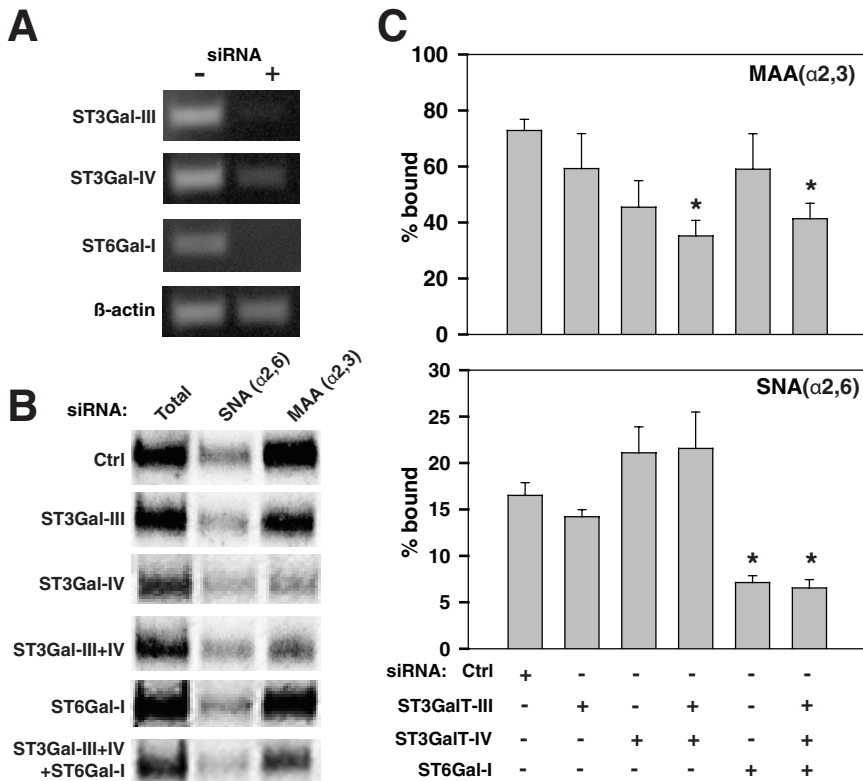 A
siRNA
- +
ST3Gal-III
ST3Gal-IV
ST6Gal-I
ß-actin
B
siRNA: Total SNA (α2,6) MAA (α2,3)
Ctrl
ST3Gal-III
ST3Gal-IV
ST3Gal-III+IV
ST6Gal-I
ST3Gal-III+IV
+ST6Gal-I
C
MAA(α2,3)
% bound
100
80
60
40
20
0
* *
SNA(α2,6)
% bound
30
25
20
15
10
5
0
* *
siRNA: Ctrl + - - - - -
ST3GalT-III - + - + - +
ST3GalT-IV - - + + - +
ST6Gal-I - - - - + +